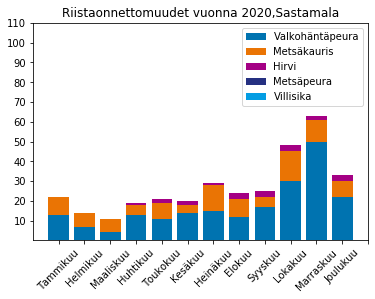 Riistaonnettomuudet vuonna 2020,Sastamala
110
100
90
80
70
60
50
40
30
20
10
Valkohäntäpeura
Metsäkauris
Hirvi
Metsäpeura
Villisika
Tammikuu
Helmikuu
Maaliskuu
Huhtikuu
Toukokuu
Kesäkuu
Heinäkuu
Elokuu
Syyskuu
Lokakuu
Marraskuu
Joulukuu